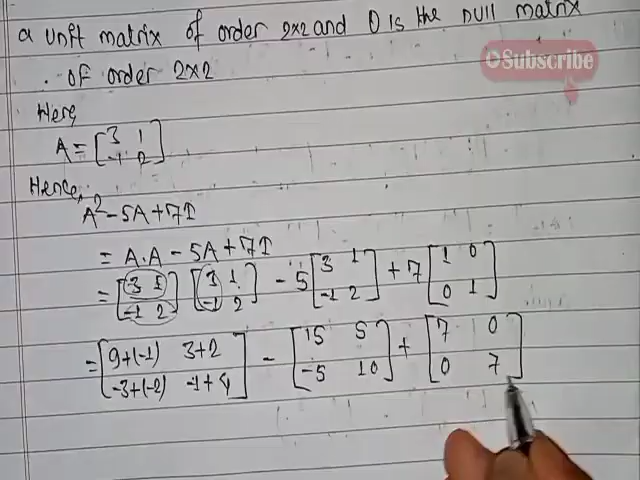 a unit matrix of order 2x2 and 0 is the null matrix
of order 2x2
Subscribe
Here
A = [3 1
-1 2]
Hence,
A² - 5A + 7I
= A.A - 5A + 7I
= [3 1
-1 2] [3 1
-1 2] - 5 [3 1
-1 2] + 7 [1 0
0 1]
= [9+(-1) 3+2
-3+(-2) -1+4] - [15 5
-5 10] + [7 0
0 7]